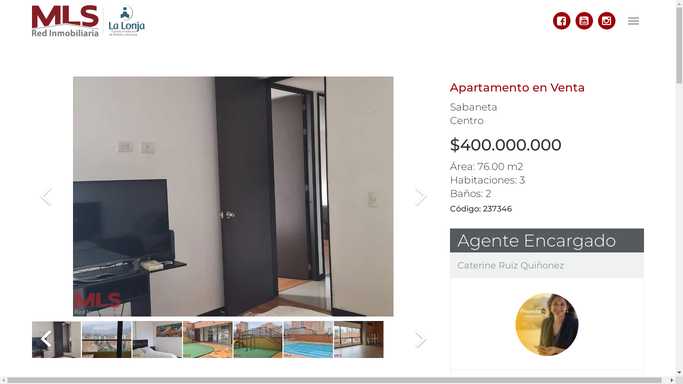 MLS
Red Inmobiliaria
La Lonja
Apartamento en Venta
Sabaneta
Centro
$400.000.000
Área: 76.00 m2
Habitaciones: 3
Baños: 2
Código: 237346
MLS
Agente Encargado
Caterine Ruiz Quiñonez